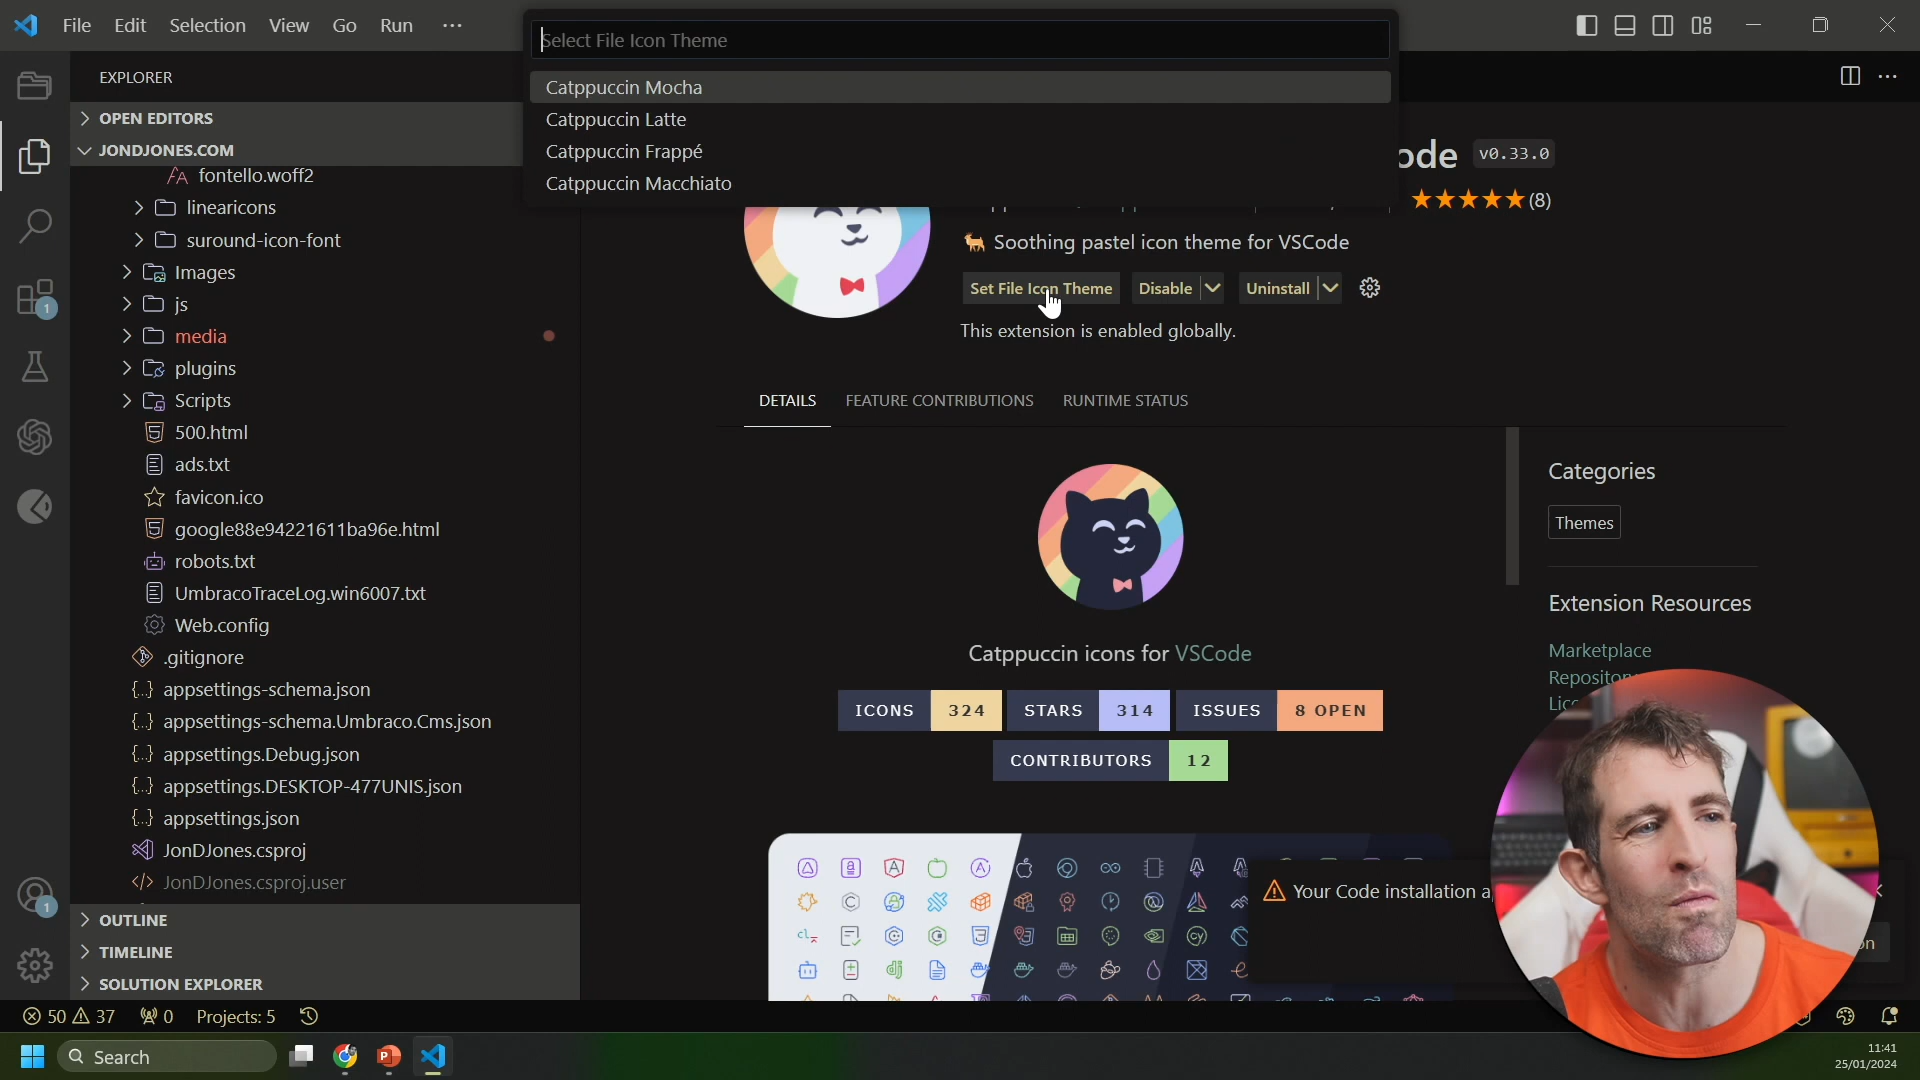 File Edit Selection View Go Run ···
Select File Icon Theme
Catppuccin Mocha
Catppuccin Latte
Catppuccin Frappé
Catppuccin Macchiato
EXPLORER
OPEN EDITORS
JONDJONES.COM
fontello.woff2
linearicons
suround-icon-font
Images
js
media
plugins
Scripts
500.html
ads.txt
favicon.ico
google88e94221611ba96e.html
robots.txt
UmbracoTraceLog.win6007.txt
Web.config
.gitignore
appsettings-schema.json
appsettings-schema.Umbraco.Cms.json
appsettings.Debug.json
appsettings.DESKTOP-477UNIS.json
appsettings.json
JonDJones.csproj
JonDJones.csproj.user
OUTLINE
TIMELINE
SOLUTION EXPLORER
1
1
ode v0.33.0
(8)
Soothing pastel icon theme for VSCode
Set File Icon Theme Disable Uninstall
This extension is enabled globally.
DETAILS FEATURE CONTRIBUTIONS RUNTIME STATUS
Catppuccin icons for VSCode
ICONS 324 STARS 314 ISSUES 8 OPEN
CONTRIBUTORS 12
Categories
Themes
Extension Resources
Marketplace
Repository
Your Code installation a
on
50 37 0 Projects: 5
Search
11:41
25/01/2024